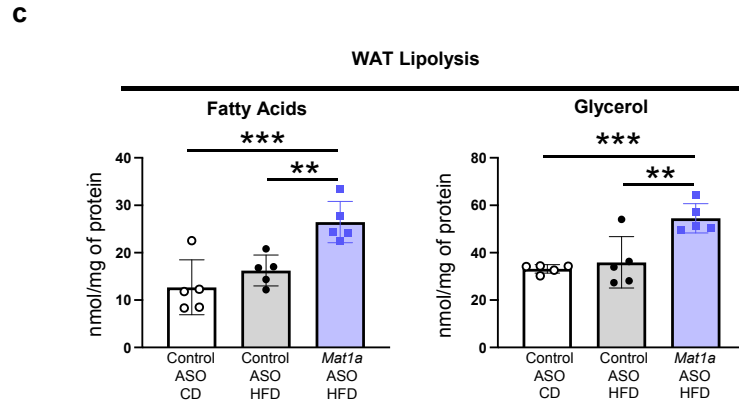 c
WAT Lipolysis
Fatty Acids
***
**
nmol/mg of protein
40
30
20
10
0
Control
ASO
CD
Control
ASO
HFD
Mat1a
ASO
HFD
Glycerol
***
**
nmol/mg of protein
80
60
40
20
0
Control
ASO
CD
Control
ASO
HFD
Mat1a
ASO
HFD